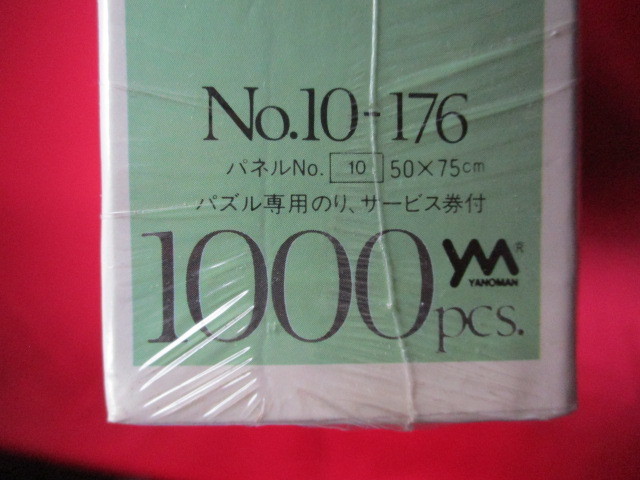 No.10-176
パネルNo. 10 50×75cm
パズル専用のり、サービス券付
1000pcs.
YM®
YANOMAN